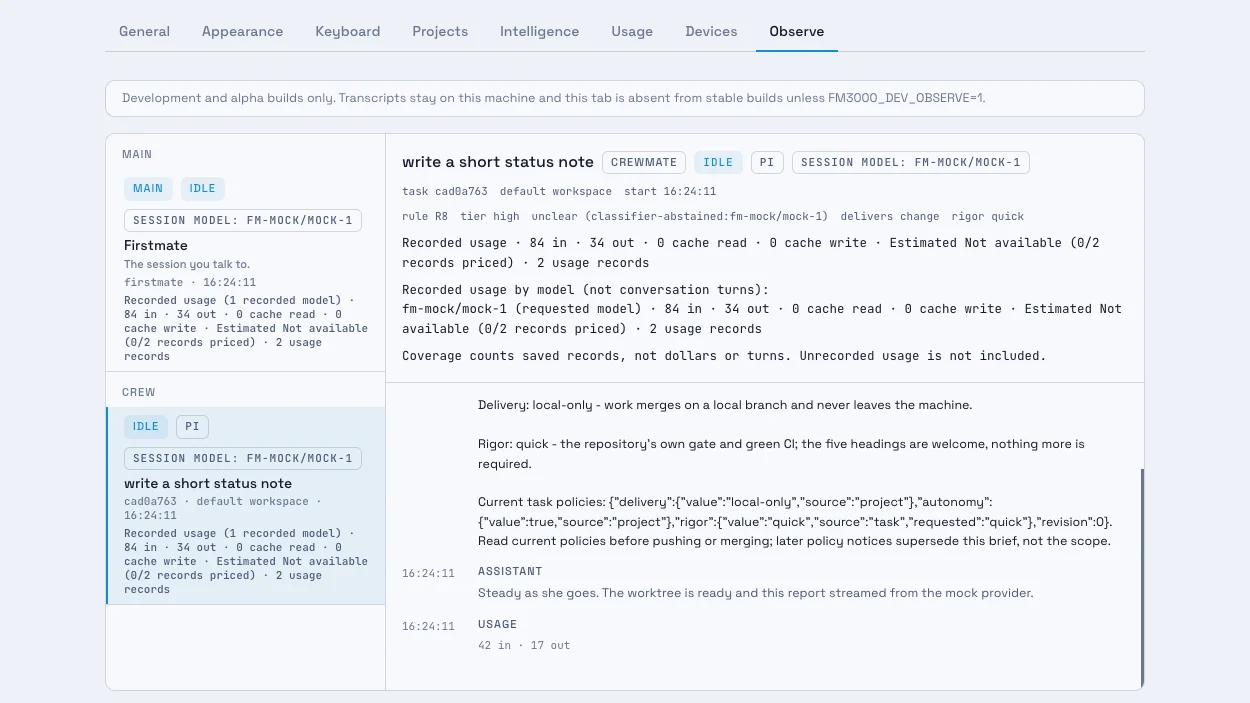 General Appearance Keyboard Projects Intelligence Usage Devices Observe
Development and alpha builds only. Transcripts stay on this machine and this tab is absent from stable builds unless FM3000_DEV_OBSERVE=1.
MAIN
MAIN IDLE
SESSION MODEL: FM-MOCK/MOCK-1
Firstmate
The session you talk to.
firstmate · 16:24:11
Recorded usage (1 recorded model) ·
84 in · 34 out · 0 cache read · 0
cache write · Estimated Not available
(0/2 records priced) · 2 usage
records
CREW
IDLE PI
SESSION MODEL: FM-MOCK/MOCK-1
write a short status note
cad0a763 · default workspace ·
16:24:11
Recorded usage (1 recorded model) ·
84 in · 34 out · 0 cache read · 0
cache write · Estimated Not available
(0/2 records priced) · 2 usage
records
write a short status note CREWMATE IDLE PI SESSION MODEL: FM-MOCK/MOCK-1
task cad0a763 default workspace start 16:24:11
rule R8 tier high unclear (classifier-abstained:fm-mock/mock-1) delivers change rigor quick
Recorded usage · 84 in · 34 out · 0 cache read · 0 cache write · Estimated Not available (0/2
records priced) · 2 usage records
Recorded usage by model (not conversation turns):
fm-mock/mock-1 (requested model) · 84 in · 34 out · 0 cache read · 0 cache write · Estimated Not
available (0/2 records priced) · 2 usage records
Coverage counts saved records, not dollars or turns. Unrecorded usage is not included.
Delivery: local-only - work merges on a local branch and never leaves the machine.
Rigor: quick - the repository's own gate and green CI; the five headings are welcome, nothing more is
required.
Current task policies: {"delivery":{"value":"local-only","source":"project"},"autonomy":
{"value":true,"source":"project"},"rigor":{"value":"quick","source":"task","requested":"quick"},"revision":0}.
Read current policies before pushing or merging; later policy notices supersede this brief, not the scope.
16:24:11 ASSISTANT
Steady as she goes. The worktree is ready and this report streamed from the mock provider.
16:24:11 USAGE
42 in · 17 out